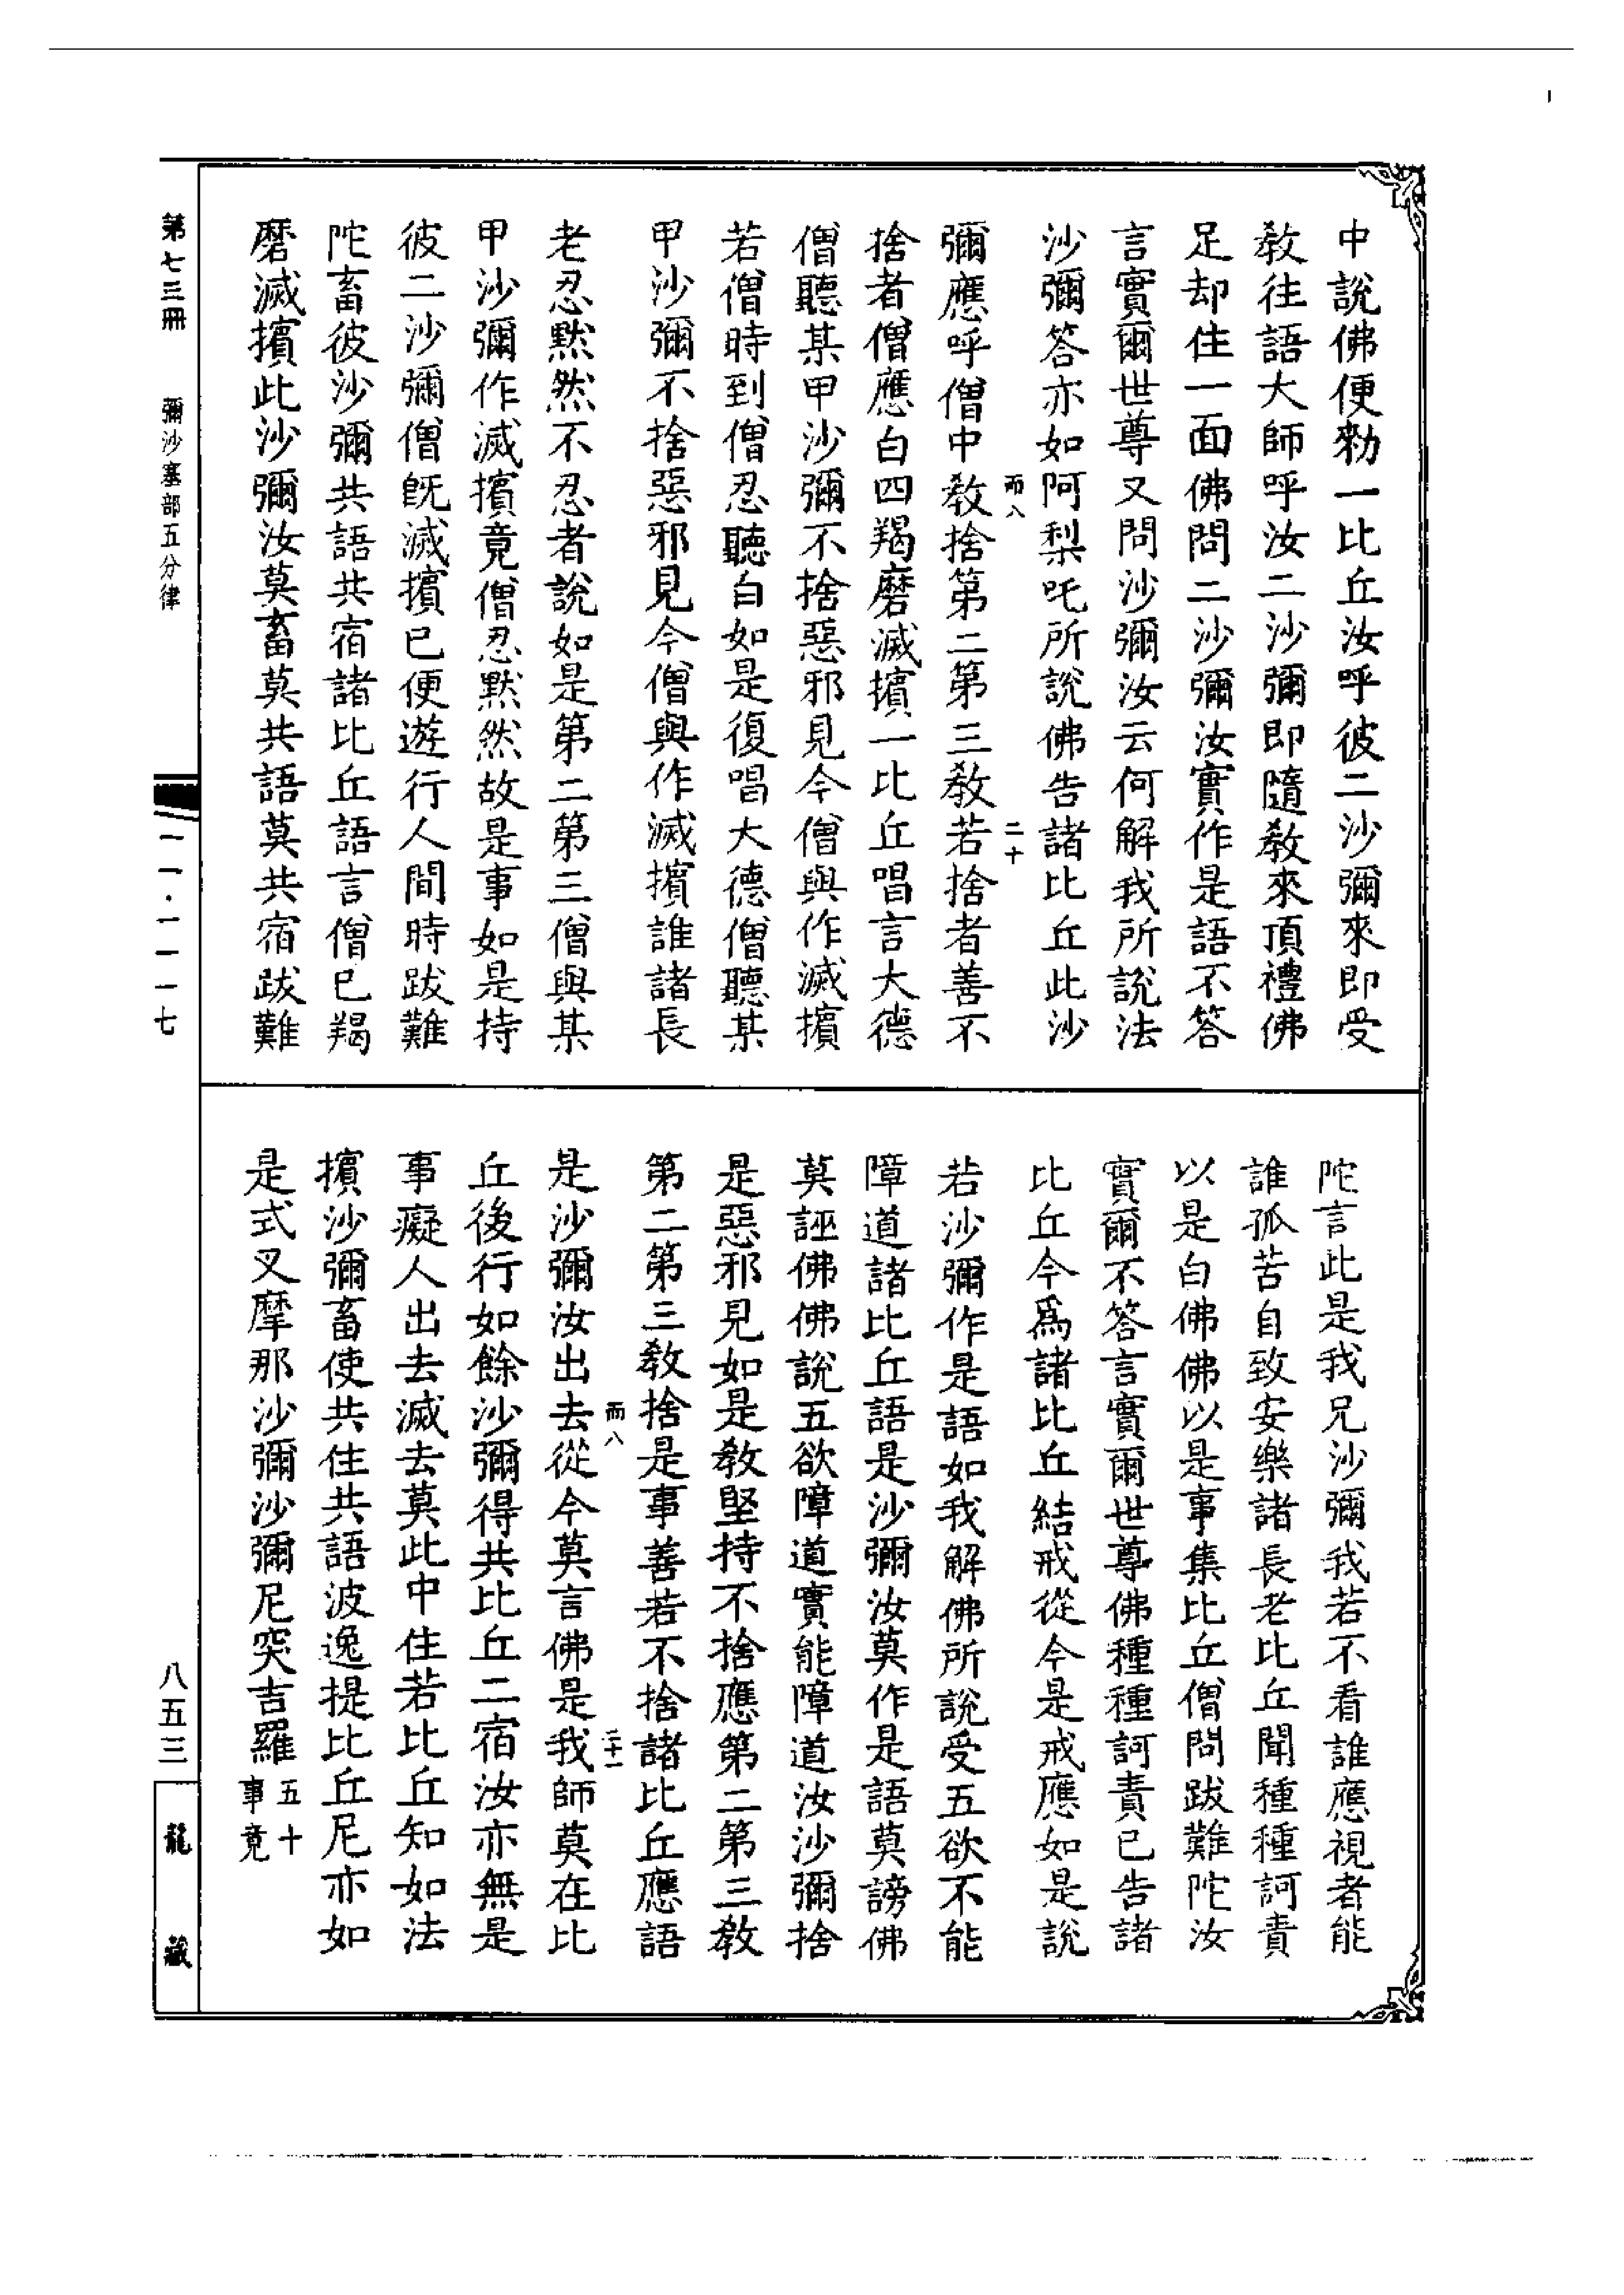 中說佛便勑一比丘汝呼彼二沙彌來即受
教往語大師呼汝二沙彌即隨教來頂禮佛
足却住一面佛問二沙彌汝實作是語不答
言實爾世尊又問沙彌汝云何解我所說法
沙彌答亦如阿梨吒所說佛告諸比丘此沙
而八 二十
彌應呼僧中教捨第二第三教若捨者善不
捨者僧應白四羯磨滅擯一比丘唱言大德
僧聽某甲沙彌不捨惡邪見今僧與作滅擯
若僧時到僧忍聽白如是復唱大德僧聽某
甲沙彌不捨惡邪見今僧與作滅擯誰諸長
老忍默然不忍者說如是第二第三僧與某
甲沙彌作滅擯竟僧忍默然故是事如是持
彼二沙彌僧旣滅擯已便遊行人間時跋難
陀畜彼沙彌共語共宿諸比丘語言僧已羯
磨滅擯此沙彌汝莫畜莫共語莫共宿跋難
陀言此是我兄沙彌我若不看誰應視者能
誰孤苦自致安樂諸長老比丘聞種種訶責
以是白佛佛以是事集比丘僧問跋難陀汝
實爾不答言實爾世尊佛種種訶責已告諸
比丘今爲諸比丘結戒從今是戒應如是說
若沙彌作是語如我解佛所說受五欲不能
障道諸比丘語是沙彌汝莫作是語莫謗佛
莫誣佛佛說五欲障道實能障道汝沙彌捨
是惡邪見如是教堅持不捨應第二第三教
第二第三教捨是事善若不捨諸比丘應語
而八 二十一
是沙彌汝出去從今莫言佛是我師莫在比
丘後行如餘沙彌得共比丘二宿汝亦無是
事癡人出去滅去莫此中住若比丘知如法
擯沙彌畜使共住共語波逸提比丘尼亦如
是式叉摩那沙彌沙彌尼突吉羅五十事竟
第七三冊 彌沙塞部五分律
一一·一一一七
八五三
龍藏